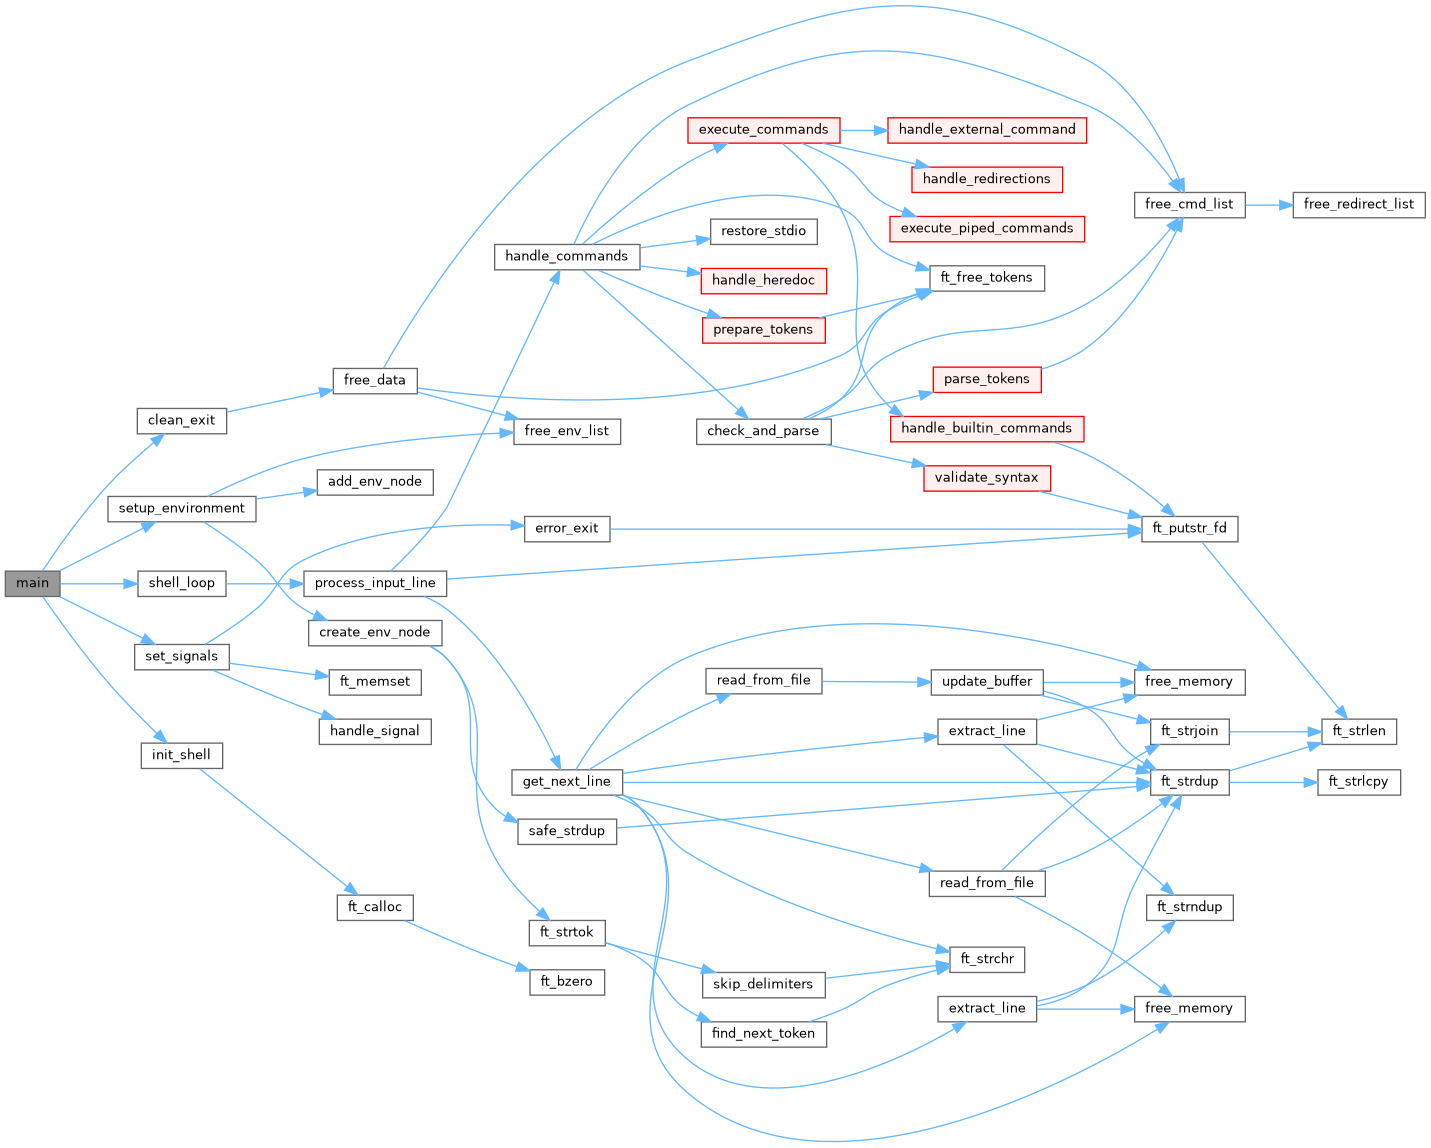 main
clean_exit
setup_environment
shell_loop
set_signals
init_shell
free_data
add_env_node
process_input_line
create_env_node
ft_memset
handle_signal
ft_calloc
handle_commands
free_env_list
error_exit
get_next_line
safe_strdup
ft_strtok
ft_bzero
execute_commands
restore_stdio
handle_heredoc
prepare_tokens
check_and_parse
read_from_file
skip_delimiters
find_next_token
handle_external_command
handle_redirections
execute_piped_commands
ft_free_tokens
parse_tokens
handle_builtin_commands
validate_syntax
update_buffer
extract_line
read_from_file
ft_strchr
extract_line
free_cmd_list
ft_putstr_fd
free_memory
ft_strjoin
ft_strdup
ft_strndup
free_memory
free_redirect_list
ft_strlen
ft_strlcpy